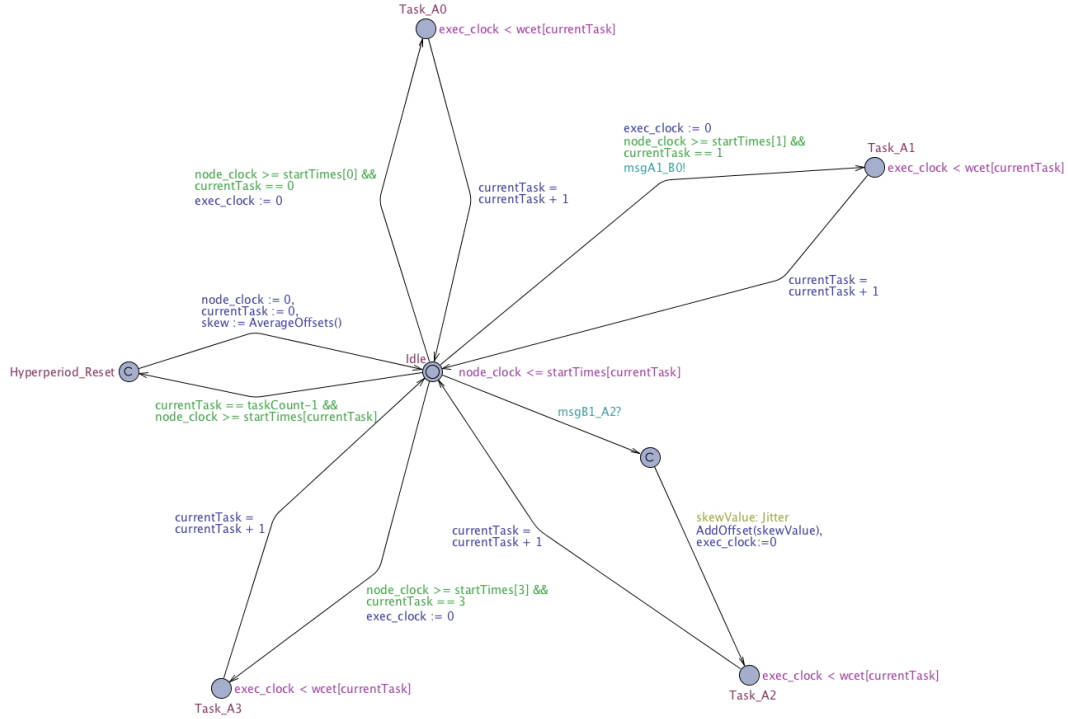 Task_A0
exec_clock < wcet[currentTask]
exec_clock := 0
node_clock >= startTimes[1] &&
currentTask == 1
msgA1_B0!
Task_A1
exec_clock < wcet[currentTask]
node_clock >= startTimes[0] &&
currentTask == 0
exec_clock := 0
currentTask =
currentTask + 1
currentTask =
currentTask + 1
node_clock := 0,
currentTask := 0,
skew := AverageOffsets()
Idle
Hyperperiod_Reset
C
node_clock <= startTimes[currentTask]
currentTask == taskCount-1 &&
node_clock >= startTimes[currentTask]
msgB1_A2?
C
currentTask =
currentTask + 1
currentTask =
currentTask + 1
skewValue: Jitter
AddOffset(skewValue),
exec_clock:=0
node_clock >= startTimes[3] &&
currentTask == 3
exec_clock := 0
exec_clock < wcet[currentTask]
Task_A3
exec_clock < wcet[currentTask]
Task_A2